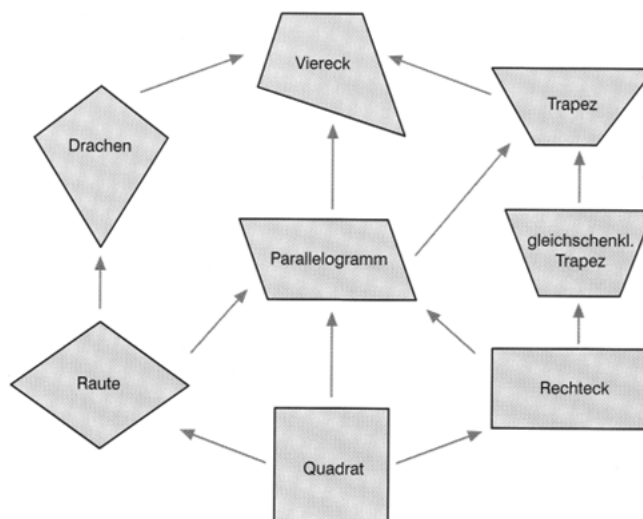 Viereck
Trapez
Drachen
Parallelogramm
gleichschenkl.
Trapez
Raute
Rechteck
Quadrat